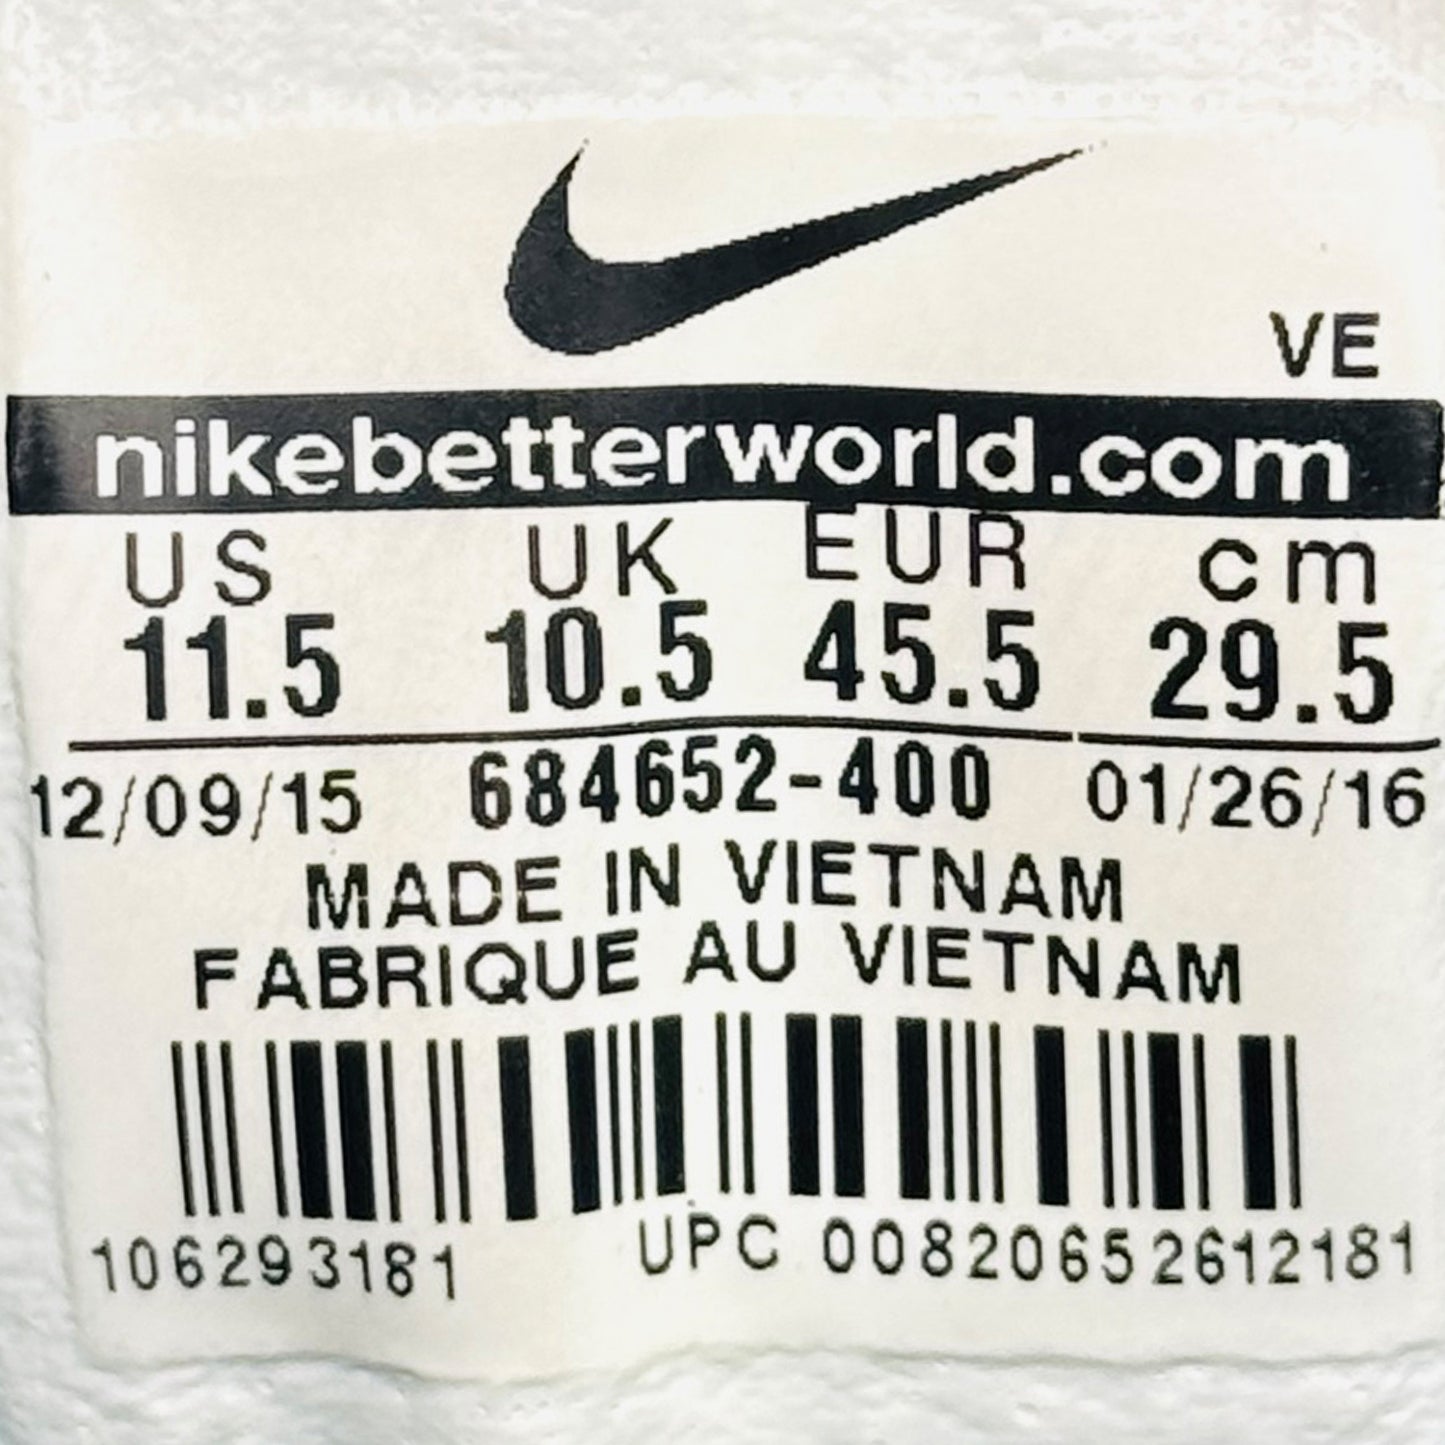 VE
nikebetterworld.com
US UK EUR cm
11.5 10.5 45.5 29.5
12/09/15 684652-400 01/26/16
MADE IN VIETNAM
FABRIQUE AU VIETNAM
106293181 UPC 00820652612181